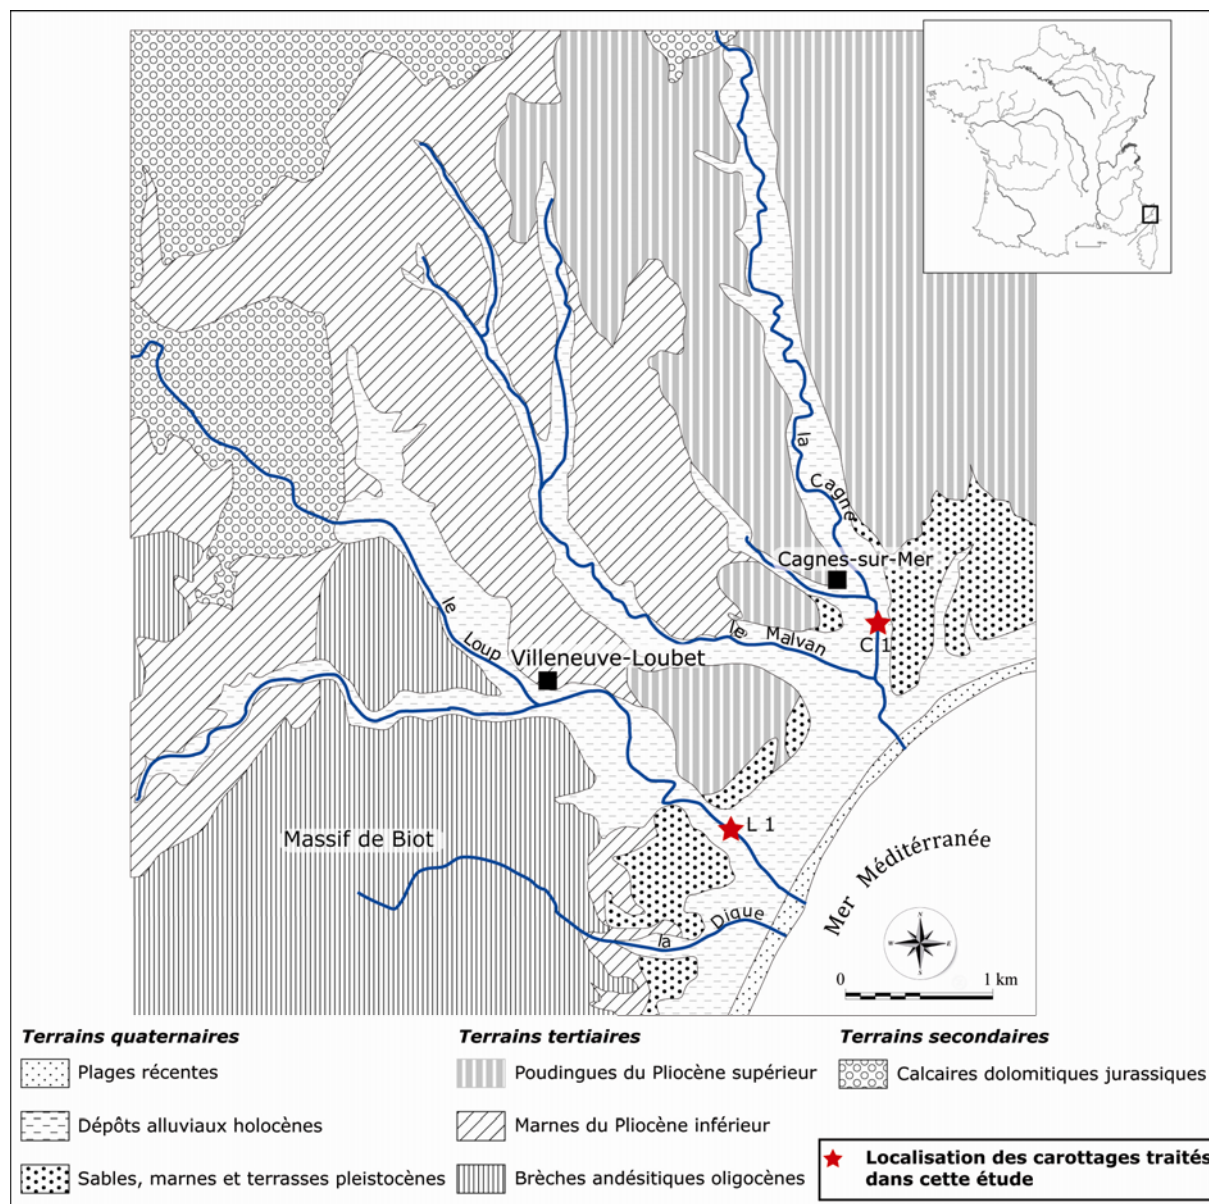 la
Cagne
Cagnes-sur-Mer
C 1
le
Malvan
le
Loup
Villeneuve-Loubet
L 1
Massif de Biot
la
Dique
Mer Méditérranée
N
W
E
S
0
1 km
Terrains quaternaires
Plages récentes
Dépôts alluviaux holocènes
Sables, marnes et terrasses pleistocènes
Terrains tertiaires
Poudingues du Pliocène supérieur
Marnes du Pliocène inférieur
Brèches andésitiques oligocènes
Terrains secondaires
Calcaires dolomitiques jurassiques
Localisation des carottages traités
dans cette étude